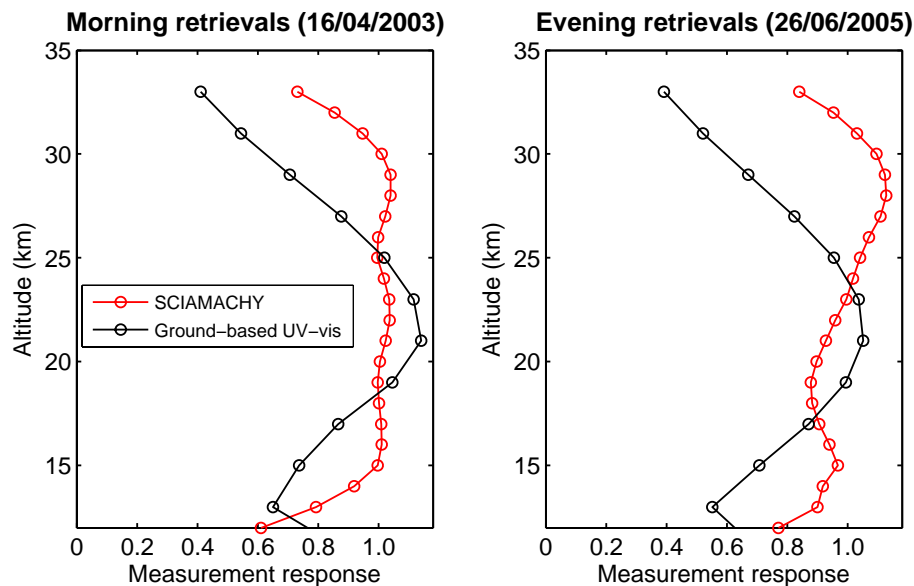 Morning retrievals (16/04/2003)
35
30
25
20
15
Altitude (km)
SCIAMACHY
Ground−based UV−vis
0 0.2 0.4 0.6 0.8 1.0
Measurement response
Evening retrievals (26/06/2005)
35
30
25
20
15
Altitude (km)
0 0.2 0.4 0.6 0.8 1.0
Measurement response